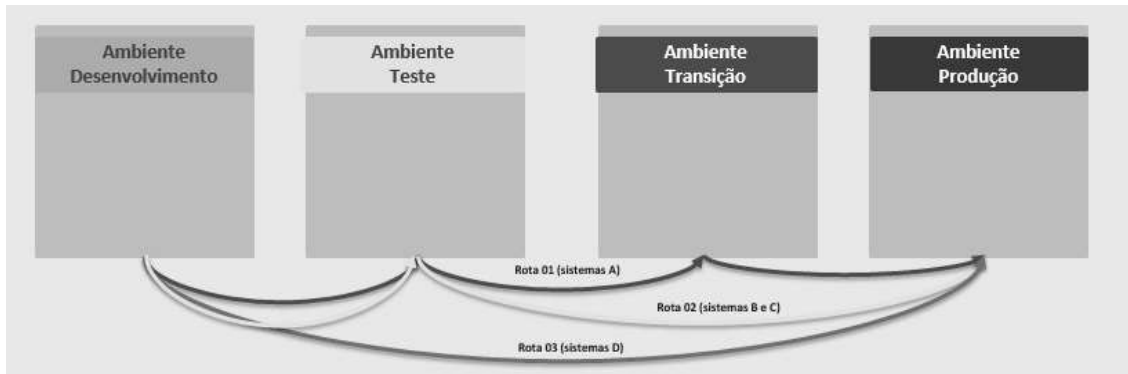 Ambiente
Desenvolvimento
Ambiente
Teste
Ambiente
Transição
Ambiente
Produção
Rota 01 (sistemas A)
Rota 02 (sistemas B e C)
Rota 03 (sistemas D)